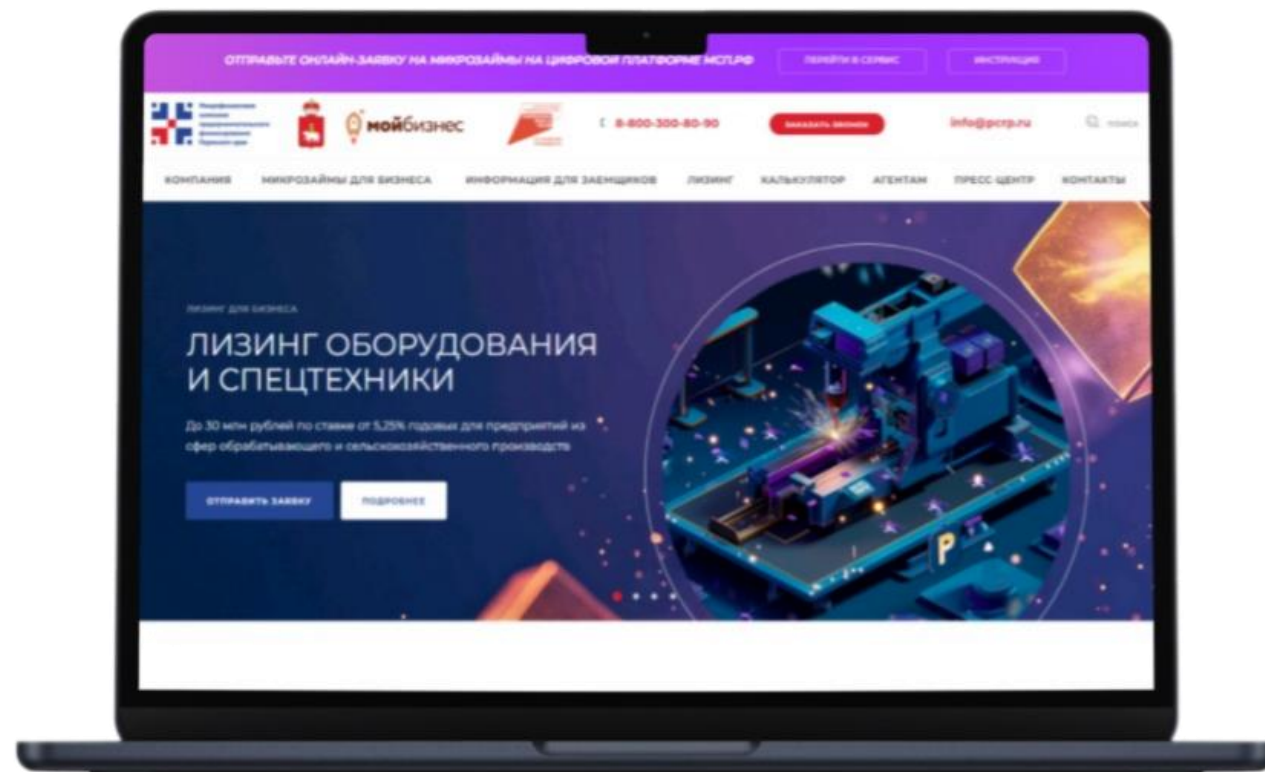 ОТПРАВЬТЕ ОНЛАЙН-ЗАЯВКУ НА МИКРОЗАЙМЫ НА ЦИФРОВОЙ ПЛАТФОРМЕ МСП.РФ
ПЕРЕЙТИ В СЕРВИС
ИНСТРУКЦИЯ
мойбизнес
8-800-300-80-90
ЗАКАЗАТЬ ЗВОНОК
info@pcrp.ru
ПОИСК
КОМПАНИЯ
МИКРОЗАЙМЫ ДЛЯ БИЗНЕСА
ИНФОРМАЦИЯ ДЛЯ ЗАЕМЩИКОВ
ЛИЗИНГ
КАЛЬКУЛЯТОР
АГЕНТАМ
ПРЕСС-ЦЕНТР
КОНТАКТЫ
ЛИЗИНГ ДЛЯ БИЗНЕСА
ЛИЗИНГ ОБОРУДОВАНИЯ
И СПЕЦТЕХНИКИ
До 30 млн рублей по ставке от 5,25% годовых для предприятий из
сфер обрабатывающего и сельскохозяйственного производств
ОТПРАВИТЬ ЗАЯВКУ
ПОДРОБНЕЕ
P